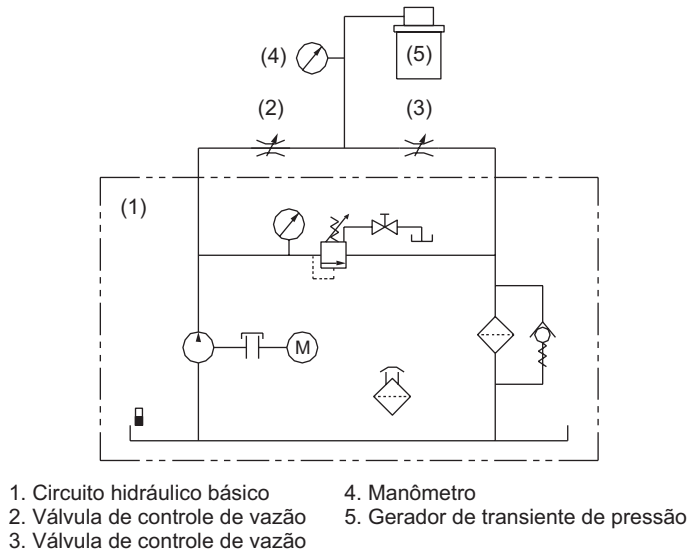 (4)
(5)
(2)
(3)
(1)
M
1. Circuito hidráulico básico
2. Válvula de controle de vazão
3. Válvula de controle de vazão
4. Manômetro
5. Gerador de transiente de pressão